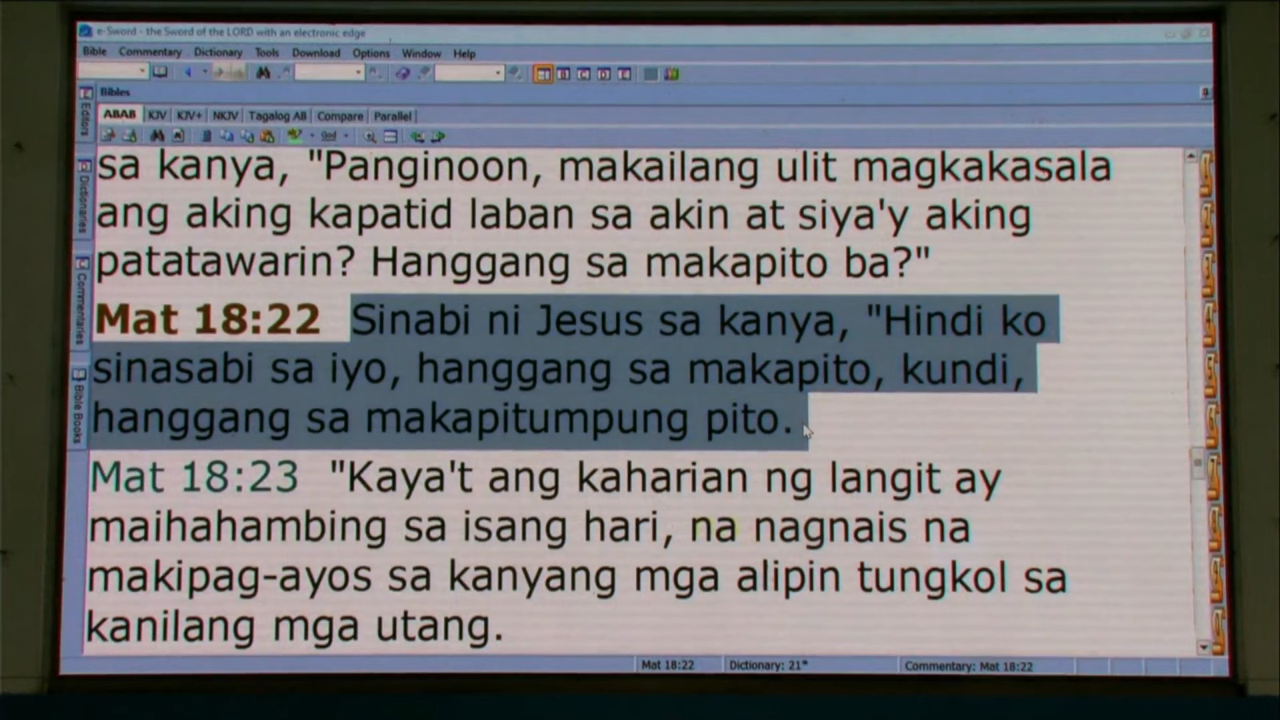 e-Sword - the Sword of the LORD with an electronic edge
Bible Commentary Dictionary Tools Download Options Window Help
Bibles
ABAB KJV KJV+ NKJV Tagalog AB Compare Parallel
Editors
Dictionaries
Commentaries
Bible Books
sa kanya, "Panginoon, makailang ulit magkakasala
ang aking kapatid laban sa akin at siya'y aking
patatawarin? Hanggang sa makapito ba?"
Mat 18:22 Sinabi ni Jesus sa kanya, "Hindi ko
sinasabi sa iyo, hanggang sa makapito, kundi,
hanggang sa makapitumpung pito.
Mat 18:23 "Kaya't ang kaharian ng langit ay
maihahambing sa isang hari, na nagnais na
makipag-ayos sa kanyang mga alipin tungkol sa
kanilang mga utang.
Mat 18:22 Dictionary: 21* Commentary: Mat 18:22